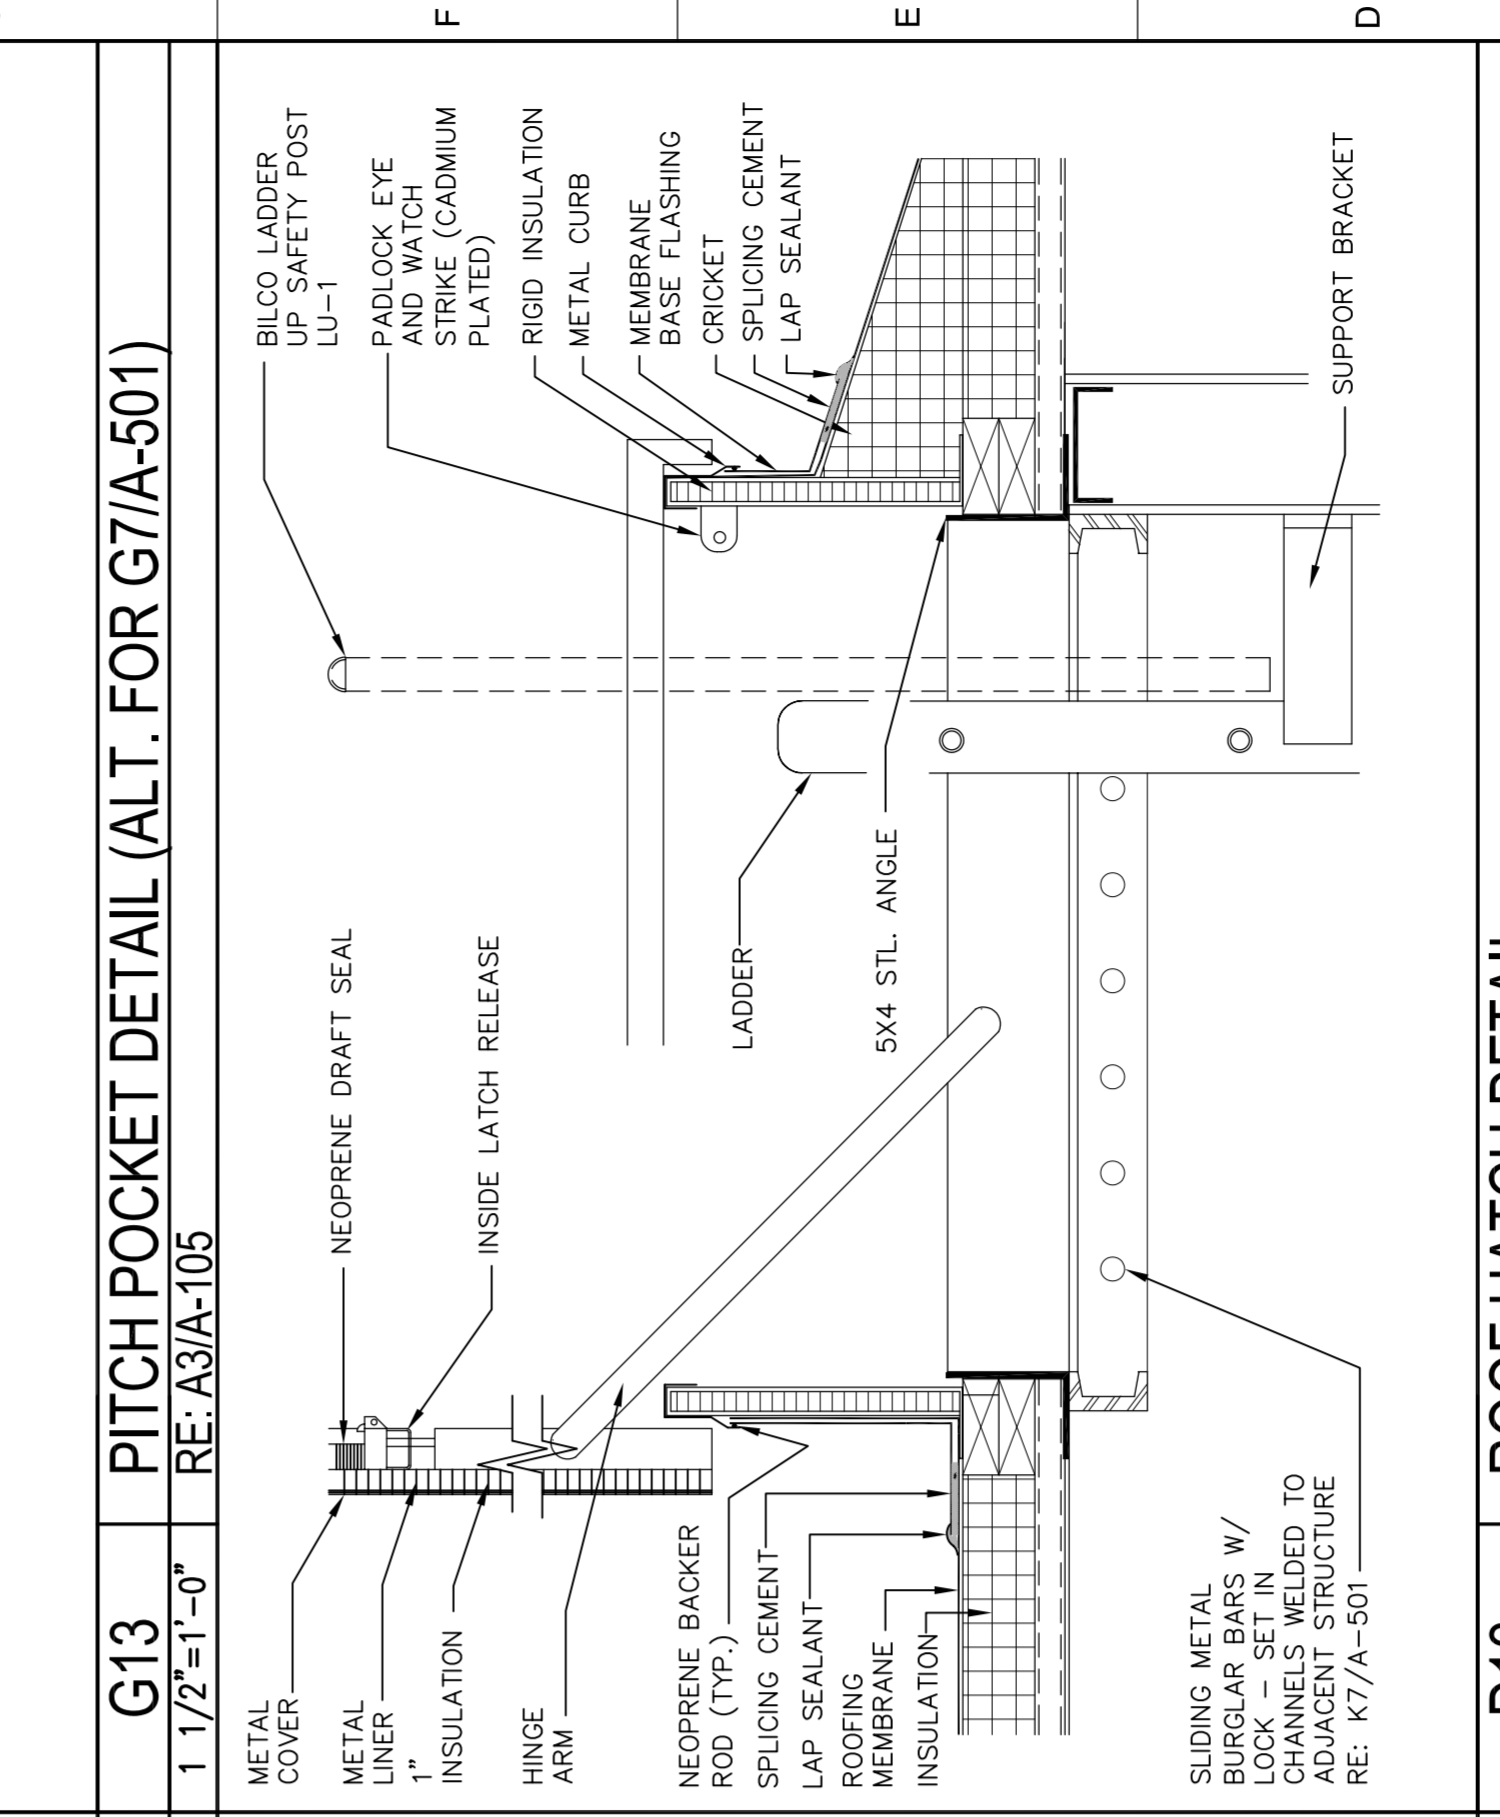 F
E
D
G13
PITCH POCKET DETAIL (ALT. FOR G7/A-501)
1 1/2"=1'-0"
RE: A3/A-105
METAL
COVER
METAL
LINER
1"
INSULATION
HINGE
ARM
NEOPRENE BACKER
ROD (TYP.)
SPLICING CEMENT
LAP SEALANT
ROOFING
MEMBRANE
INSULATION
SLIDING METAL
BURGLAR BARS W/
LOCK - SET IN
CHANNELS WELDED TO
ADJACENT STRUCTURE
RE: K7/A-501
NEOPRENE DRAFT SEAL
INSIDE LATCH RELEASE
LADDER
5X4 STL. ANGLE
BILCO LADDER
UP SAFETY POST
LU-1
PADLOCK EYE
AND WATCH
STRIKE (CADMIUM
PLATED)
RIGID INSULATION
METAL CURB
MEMBRANE
BASE FLASHING
CRICKET
SPLICING CEMENT
LAP SEALANT
SUPPORT BRACKET
ROOF HATCH DETAIL